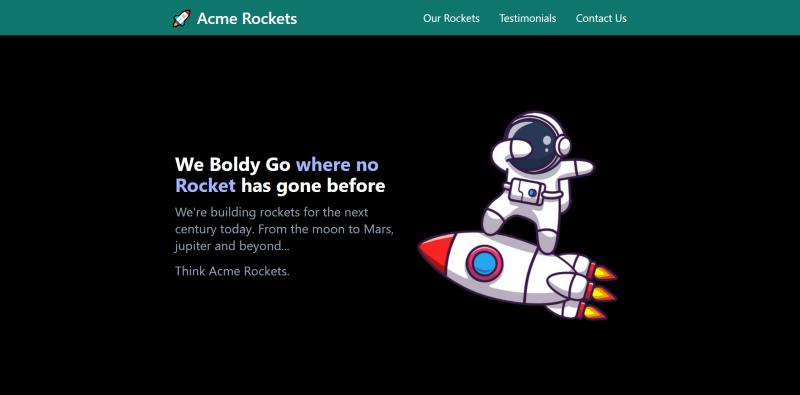 Acme Rockets
Our Rockets
Testimonials
Contact Us
We Boldy Go where no
Rocket has gone before
We're building rockets for the next
century today. From the moon to Mars,
jupiter and beyond...
Think Acme Rockets.